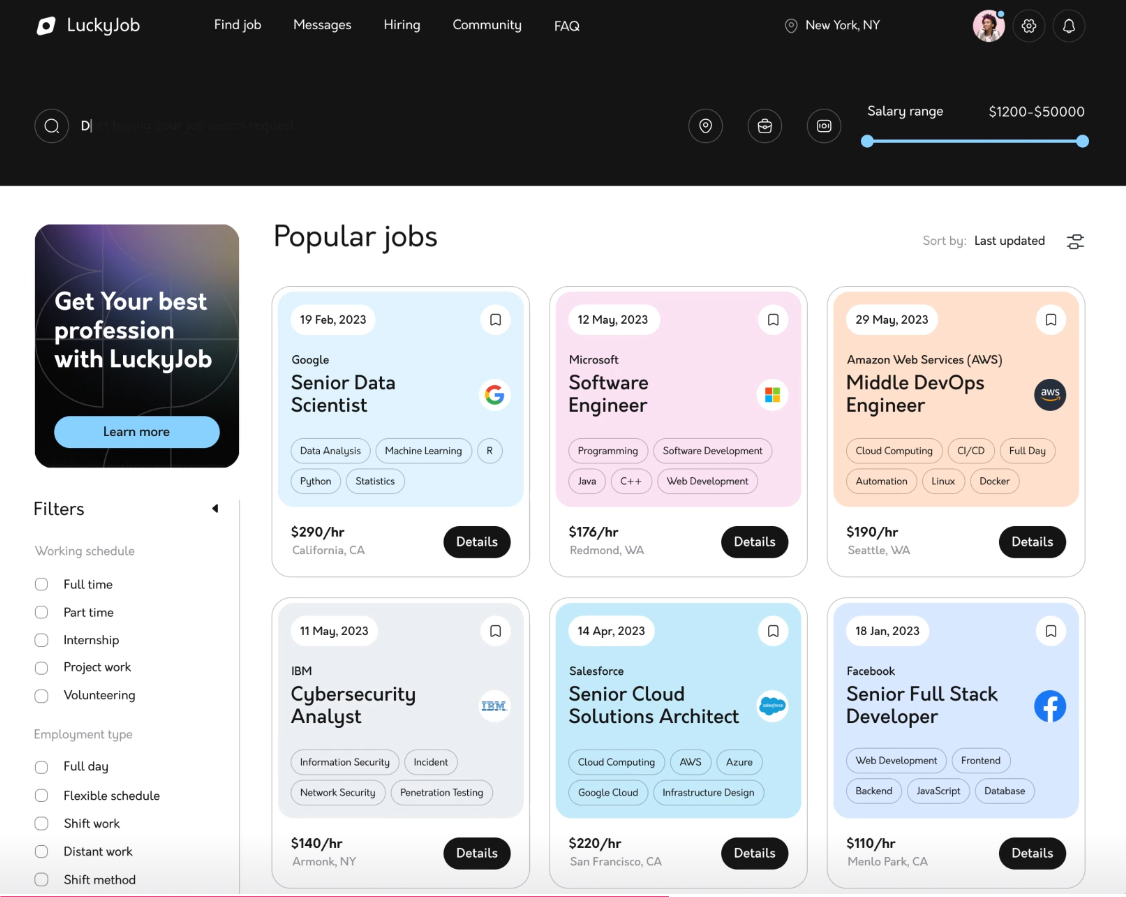 LuckyJob
Find job
Messages
Hiring
Community
FAQ
New York, NY
D
Salary range
$1200-$50000
Get Your best
profession
with LuckyJob
Learn more
Filters
Working schedule
Full time
Part time
Internship
Project work
Volunteering
Employment type
Full day
Flexible schedule
Shift work
Distant work
Shift method
Popular jobs
Sort by: Last updated
19 Feb, 2023
Google
Senior Data
Scientist
Data Analysis
Machine Learning
R
Python
Statistics
$290/hr
California, CA
Details
12 May, 2023
Microsoft
Software
Engineer
Programming
Software Development
Java
C++
Web Development
$176/hr
Redmond, WA
Details
29 May, 2023
Amazon Web Services (AWS)
Middle DevOps
Engineer
aws
Cloud Computing
CI/CD
Full Day
Automation
Linux
Docker
$190/hr
Seattle, WA
Details
11 May, 2023
IBM
Cybersecurity
Analyst
IBM
Information Security
Incident
Network Security
Penetration Testing
$140/hr
Armonk, NY
Details
14 Apr, 2023
Salesforce
Senior Cloud
Solutions Architect
salesforce
Cloud Computing
AWS
Azure
Google Cloud
Infrastructure Design
$220/hr
San Francisco, CA
Details
18 Jan, 2023
Facebook
Senior Full Stack
Developer
Web Development
Frontend
Backend
JavaScript
Database
$110/hr
Menlo Park, CA
Details